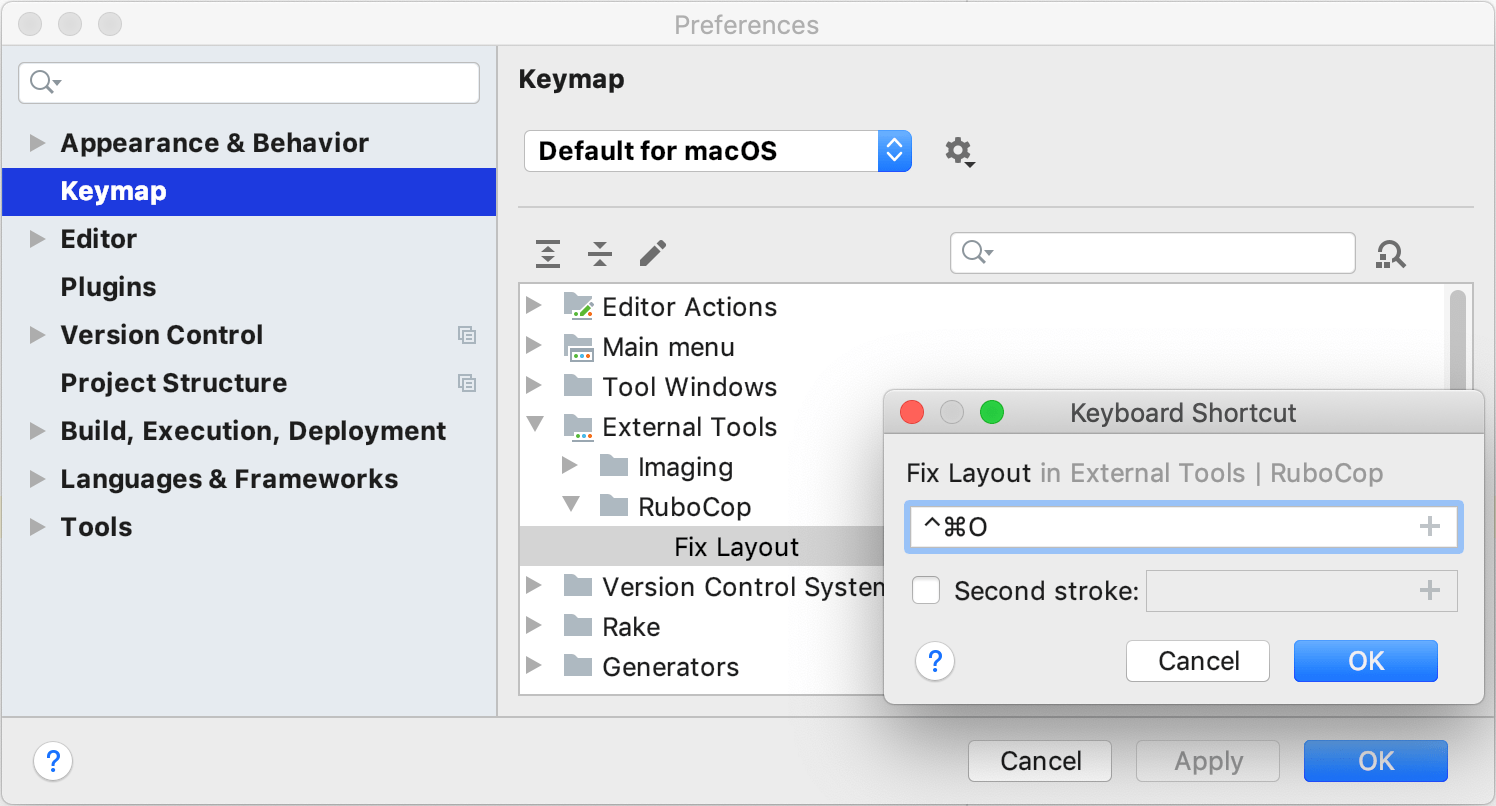 Preferences
Appearance & Behavior
Keymap
Editor
Plugins
Version Control
Project Structure
Build, Execution, Deployment
Languages & Frameworks
Tools
Keymap
Default for macOS
Editor Actions
Main menu
Tool Windows
External Tools
Imaging
RuboCop
Fix Layout
Version Control System
Rake
Generators
Keyboard Shortcut
Fix Layout in External Tools | RuboCop
^⌘O
Second stroke:
? Cancel OK
? Cancel Apply OK